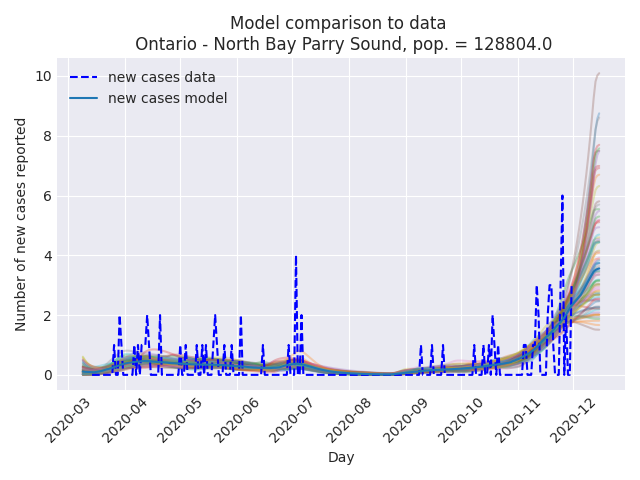 Model comparison to data
Ontario - North Bay Parry Sound, pop. = 128804.0
new cases data
new cases model
Number of new cases reported
10
8
6
4
2
0
2020-03
2020-04
2020-05
2020-06
2020-07
2020-08
2020-09
2020-10
2020-11
2020-12
Day